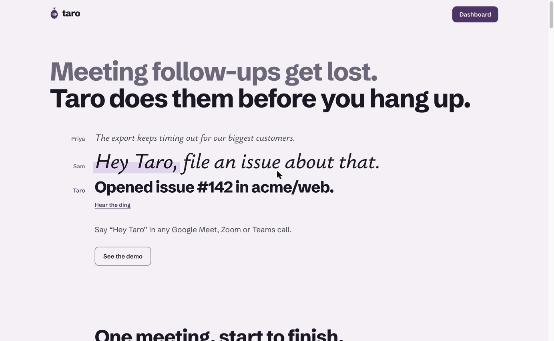 taro
Dashboard
Meeting follow-ups get lost.
Taro does them before you hang up.
Priya The export keeps timing out for our biggest customers.
Sam Hey Taro, file an issue about that.
Taro Opened issue #142 in acme/web.
Hear the ding
Say “Hey Taro” in any Google Meet, Zoom or Teams call.
See the demo
One meeting, start to finish.